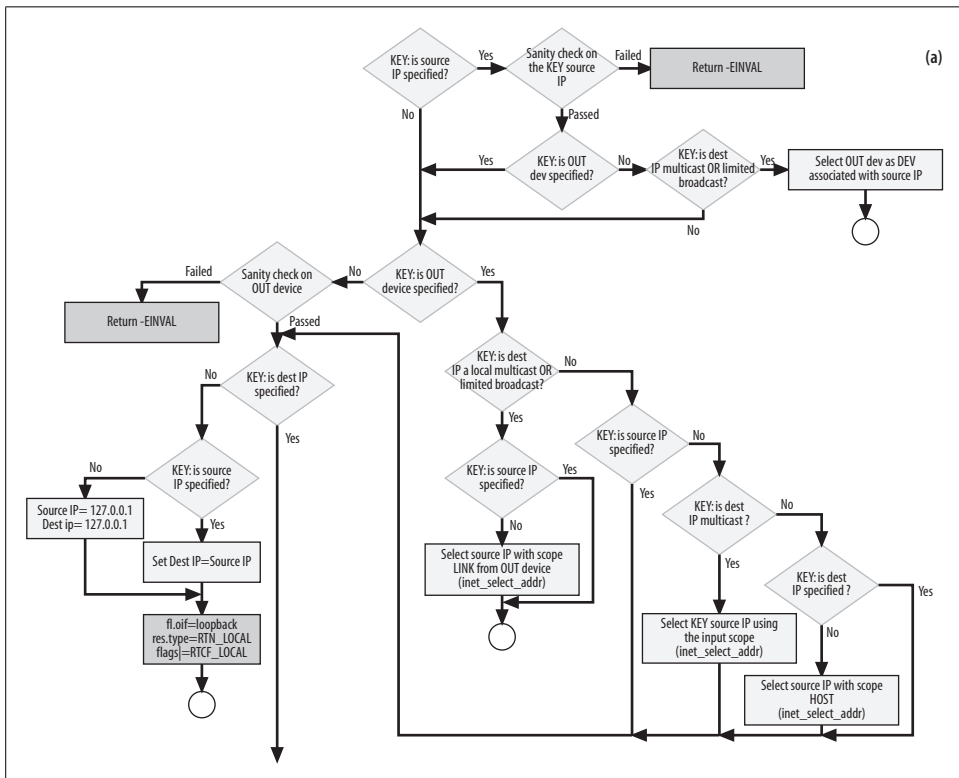 (a)
KEY: is source
IP specified?
Yes
Sanity check on
the KEY source
IP
Failed
Return -EINVAL
No
Passed
Yes
KEY: is OUT
dev specified?
No
KEY: is dest
IP multicast OR limited
broadcast?
Yes
Select OUT dev as DEV
associated with source IP
No
Failed
Sanity check on
OUT device
No
KEY: is OUT
device specified?
Yes
Return -EINVAL
Passed
No
KEY: is dest IP
specified?
Yes
KEY: is dest
IP a local multicast OR
limited broadcast?
No
Yes
No
KEY: is source
IP specified?
Source IP= 127.0.0.1
Dest ip= 127.0.0.1
Yes
Set Dest IP=Source IP
fl.oif=loopback
res.type=RTN_LOCAL
flags|=RTCF_LOCAL
KEY: is source IP
specified?
Yes
No
Select source IP with scope
LINK from OUT device
(inet_select_addr)
KEY: is source IP
specified?
No
Yes
KEY: is dest
IP multicast ?
No
Yes
Select KEY source IP using
the input scope
(inet_select_addr)
KEY: is dest
IP specified ?
Yes
No
Select source IP with scope
HOST
(inet_select_addr)